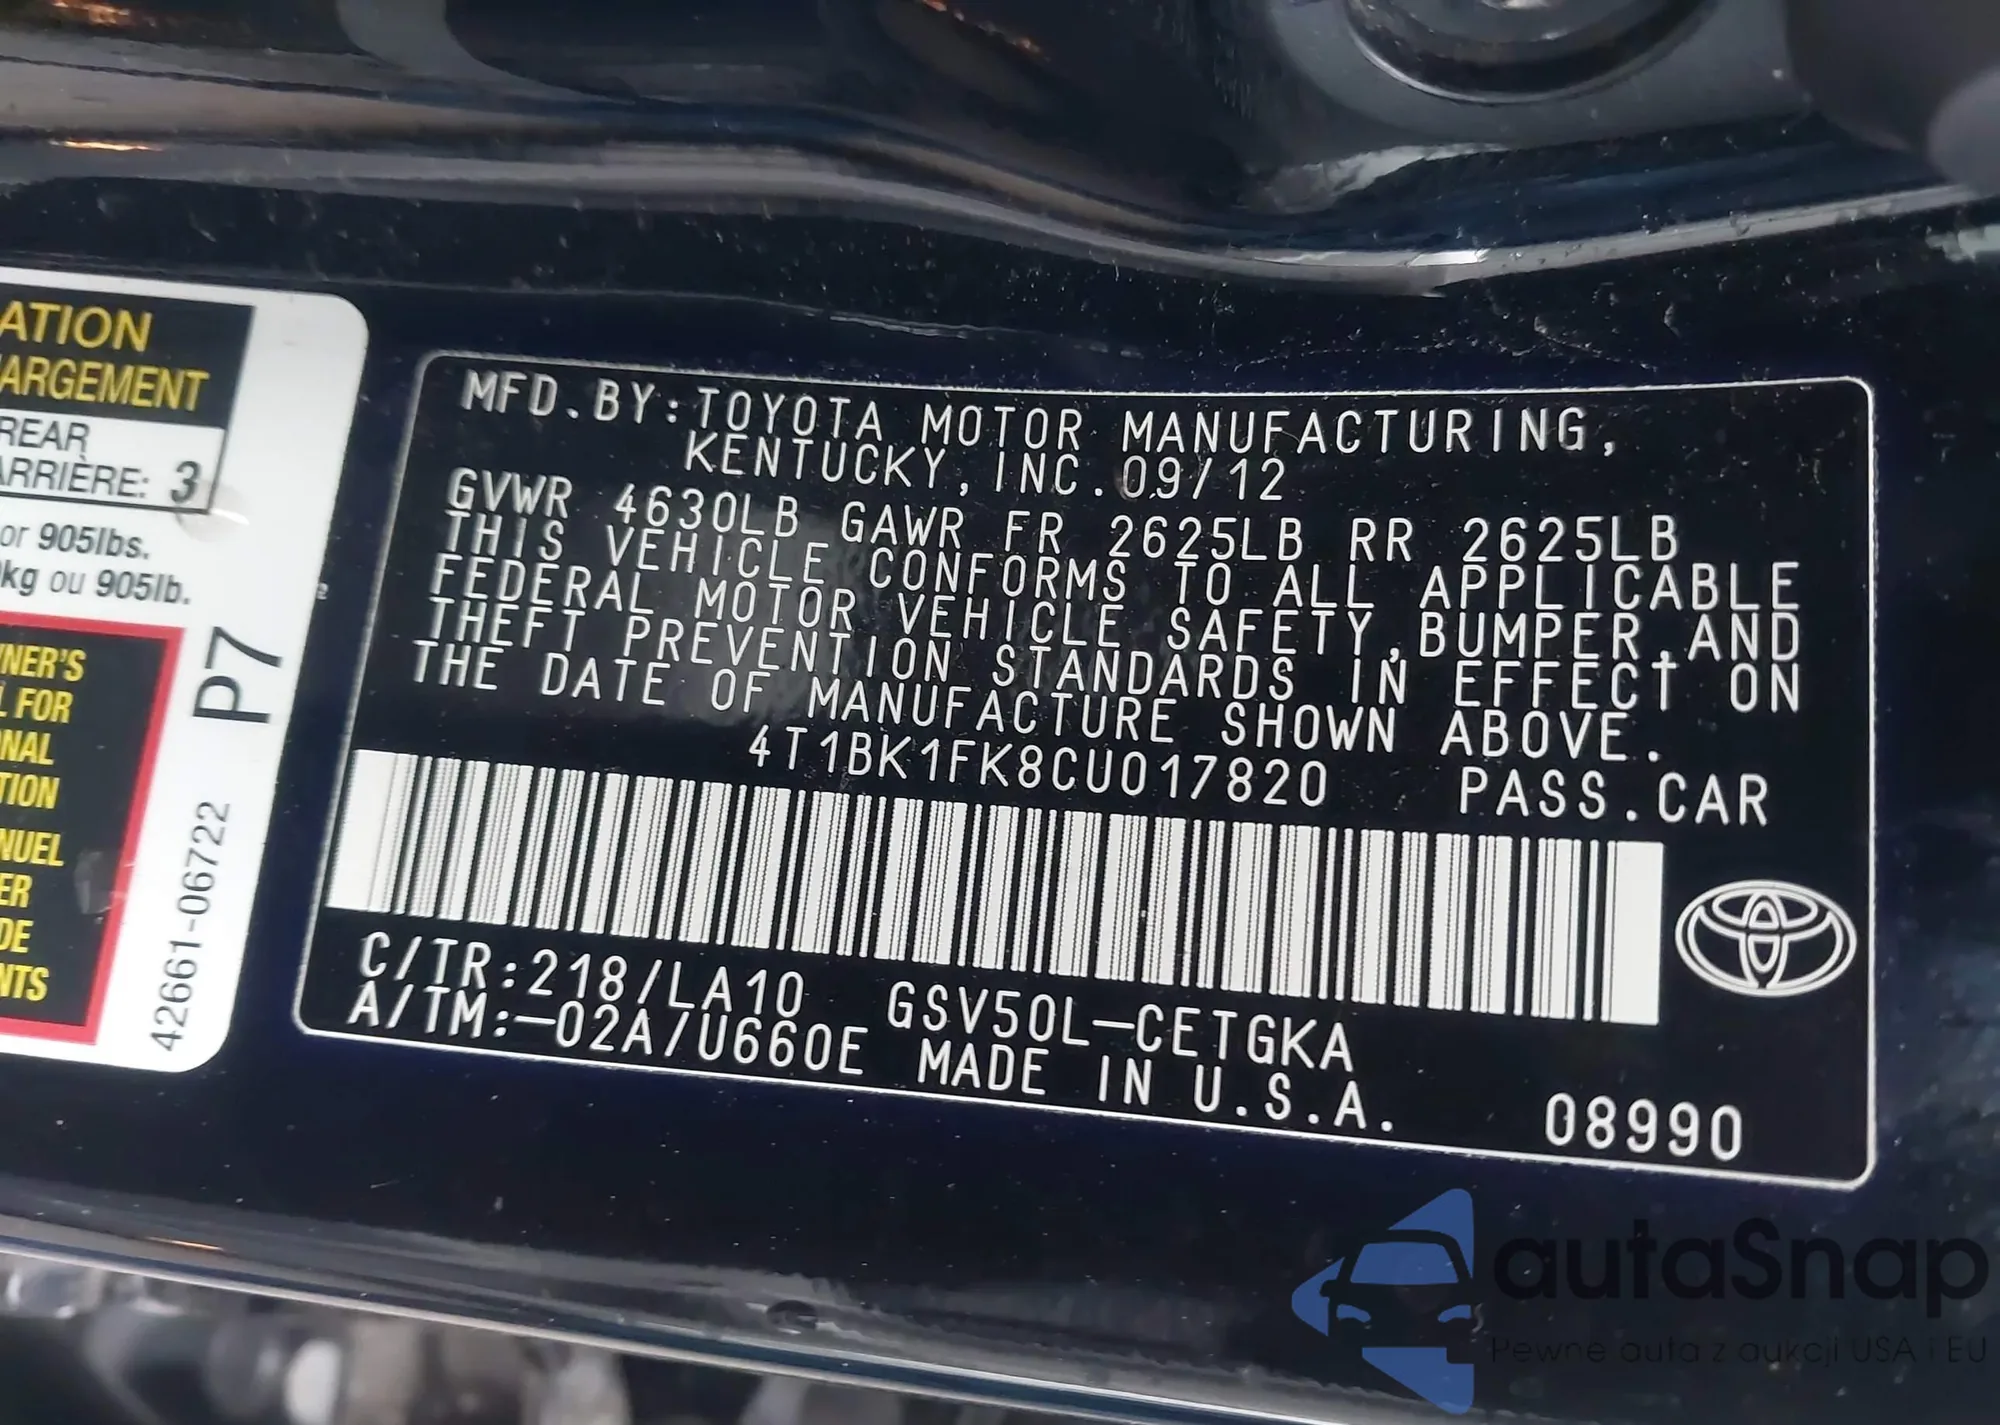 ATION
ARGEMENT
REAR
ARRIÈRE: 3
or 905lbs.
kg ou 905lb.
NER'S
L FOR
ONAL
TION
NUEL
ER
DE
NTS
P7
42661-06722
MFD.BY:TOYOTA MOTOR MANUFACTURING,
KENTUCKY, INC. 09/12
GVWR 4630LB GAWR FR 2625LB RR 2625LB
THIS VEHICLE CONFORMS TO ALL APPLICABLE
FEDERAL MOTOR VEHICLE SAFETY,BUMPER,AND
THEFT PREVENTION STANDARDS IN EFFECT ON
THE DATE OF MANUFACTURE SHOWN ABOVE.
4T1BK1FK8CU017820 PASS.CAR
C/TR:218/LA10 GSV50L-CETGKA
A/TM:-02A/U660E MADE IN U.S.A. 08990
autaSnap
Pewne auta z aukcji USA i EU